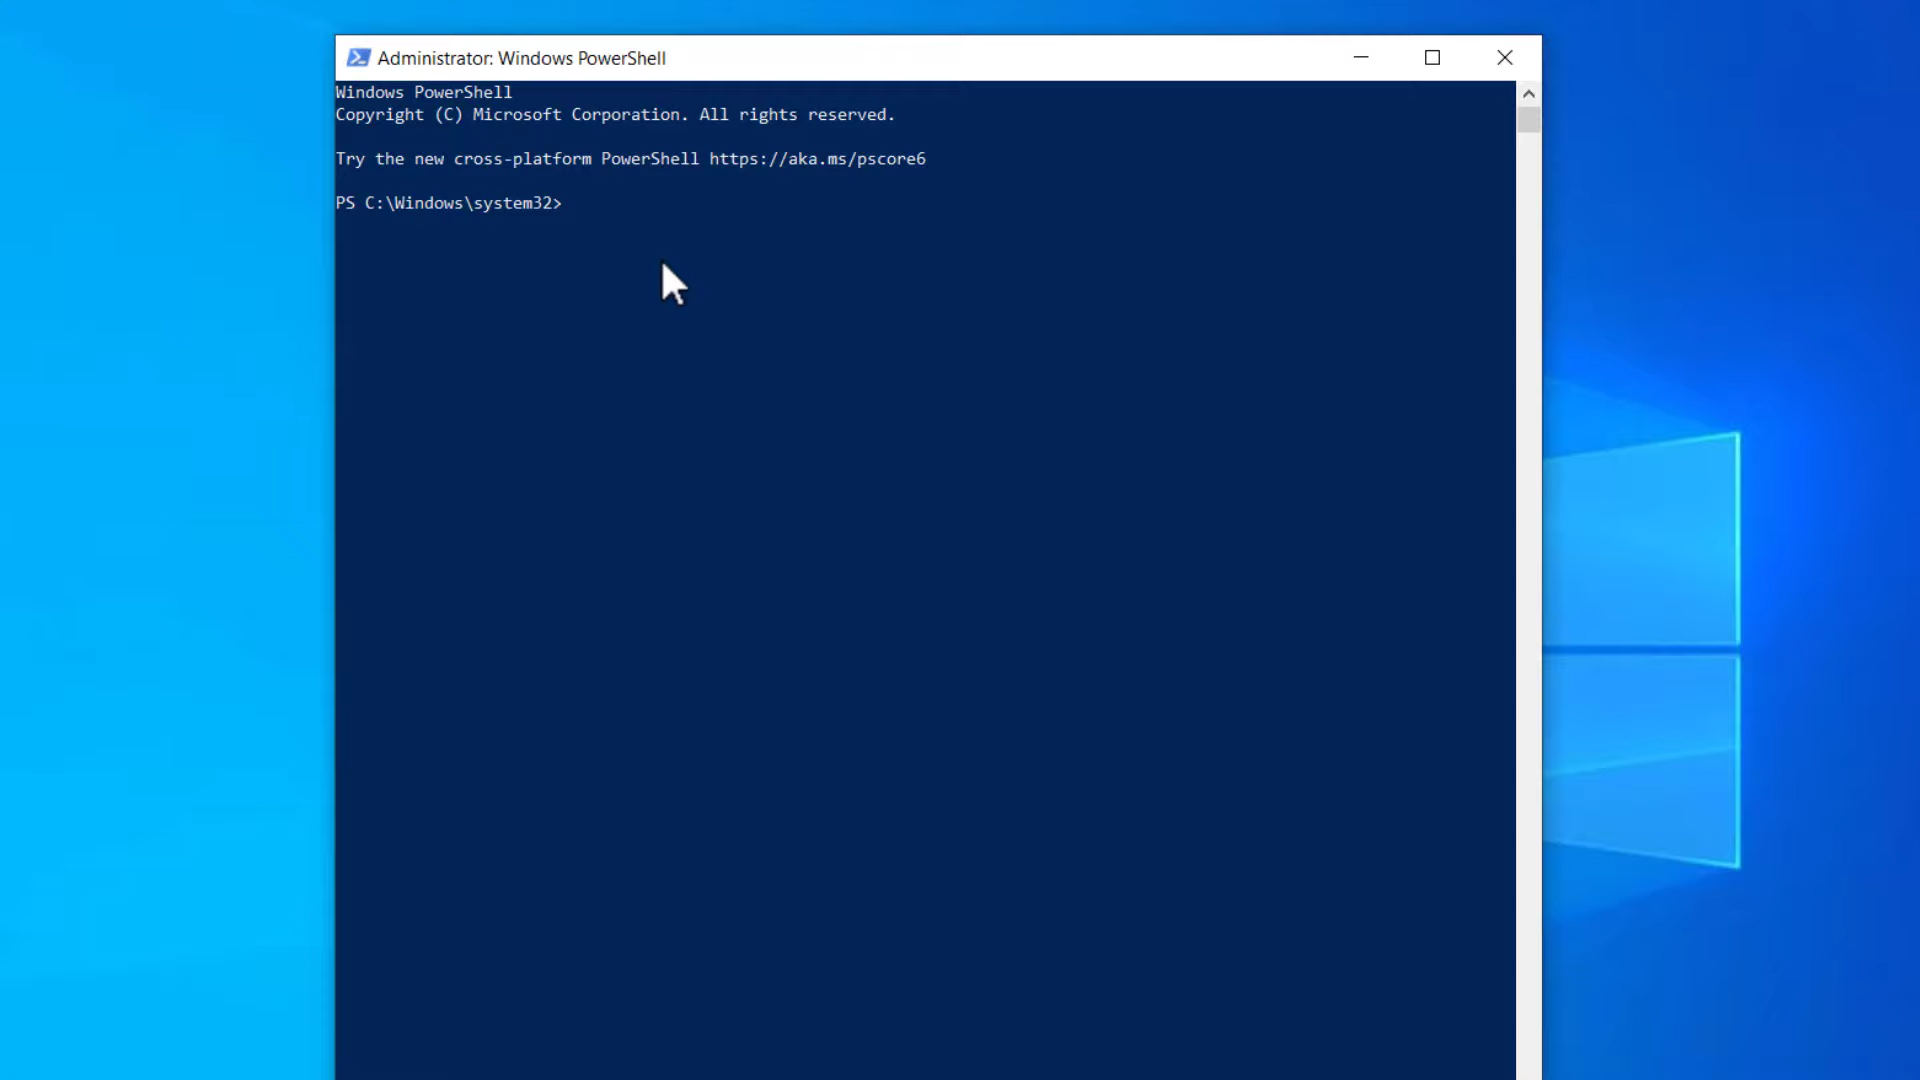 Administrator: Windows PowerShell
Windows PowerShell
Copyright (C) Microsoft Corporation. All rights reserved.
Try the new cross-platform PowerShell https://aka.ms/pscore6
PS C:\Windows\system32>